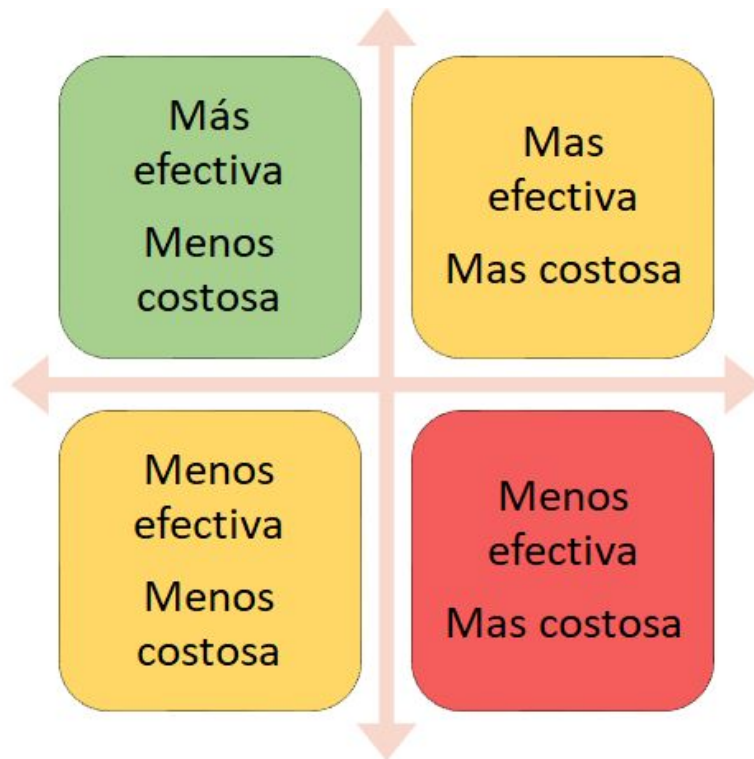 Más
efectiva
Menos
costosa
Mas
efectiva
Mas costosa
Menos
efectiva
Menos
costosa
Menos
efectiva
Mas costosa